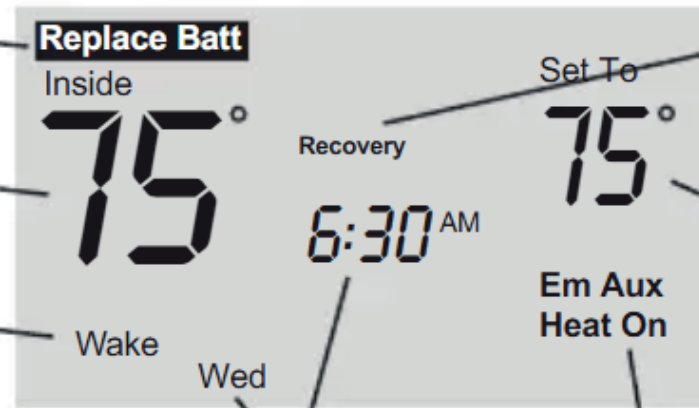 Replace Batt
Inside
75°
Recovery
6:30 AM
Set To
75°
Em Aux
Heat On
Wake
Wed